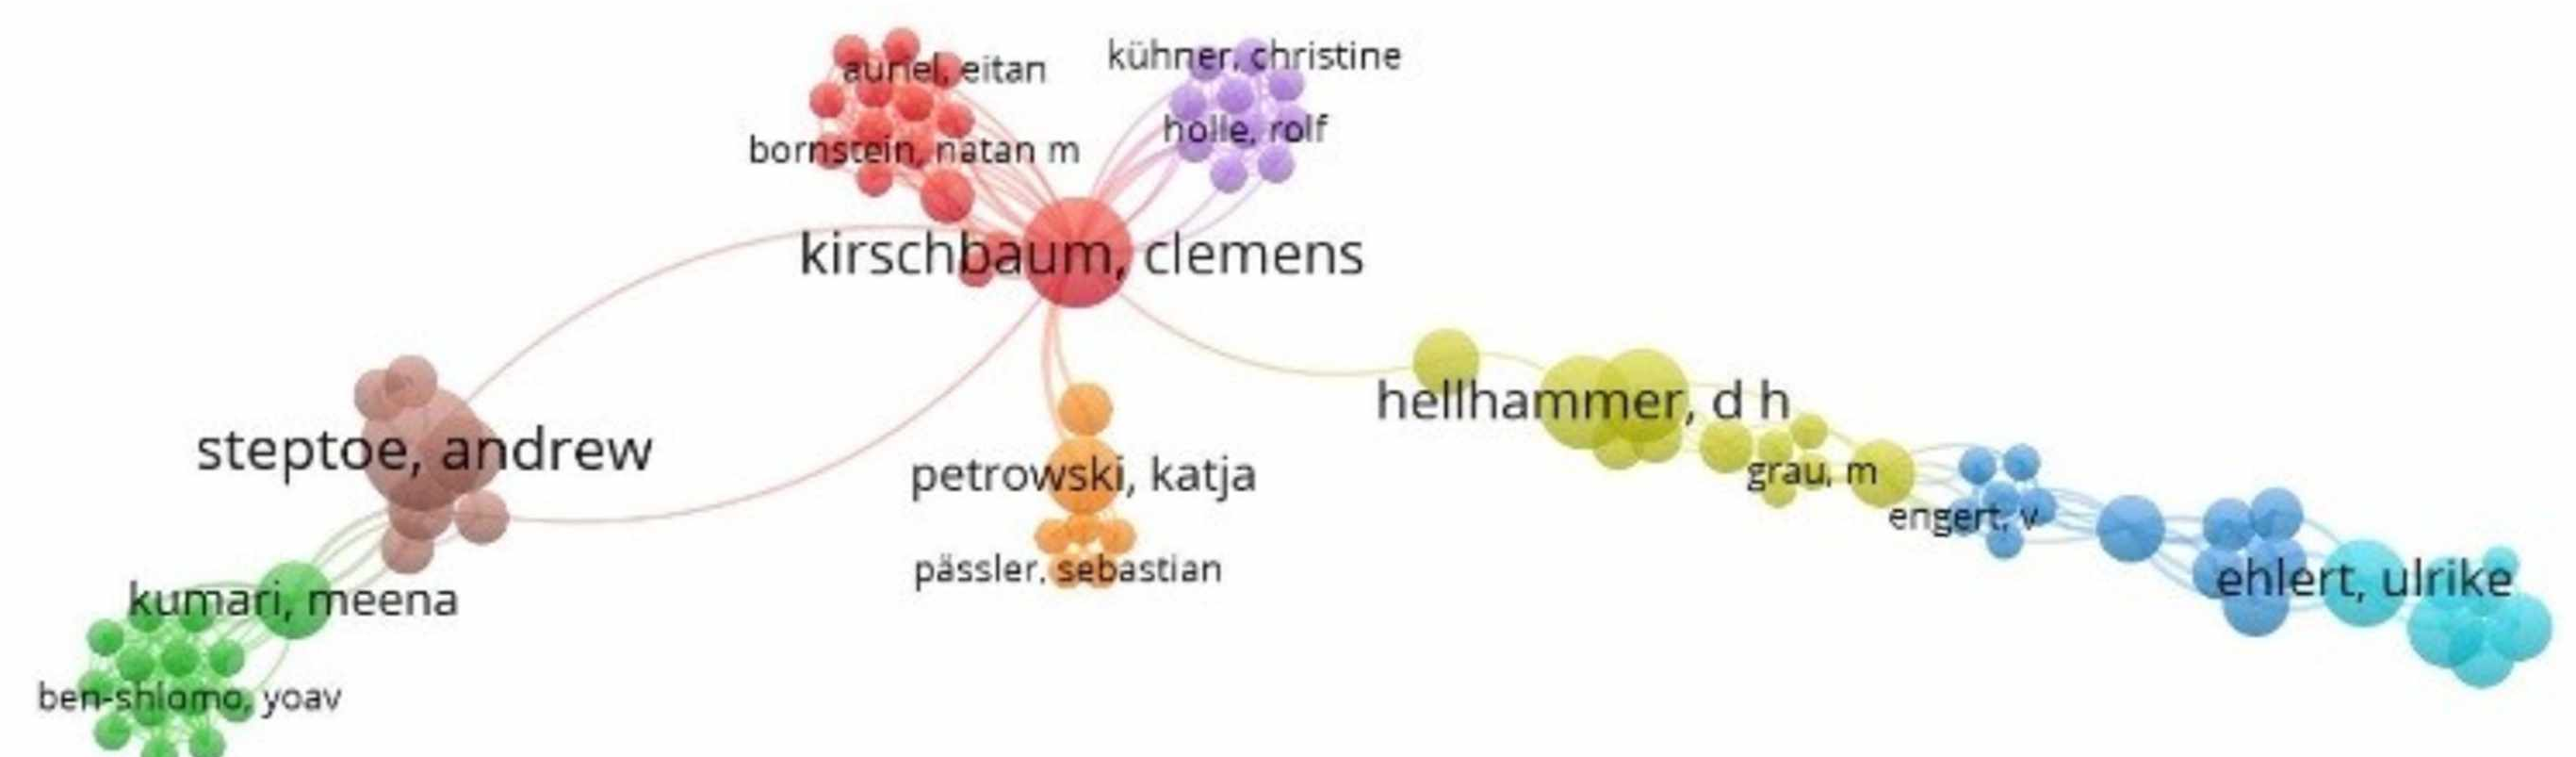 kühner, christine
auriel, eitan
holle, rolf
bornstein, natan m
kirschbaum, clemens
hellhammer, d h
steptoe, andrew
petrowski, katja
grau, m
engert, v
pässler, sebastian
ehlert, ulrike
kumari, meena
ben-shlomo, yoav